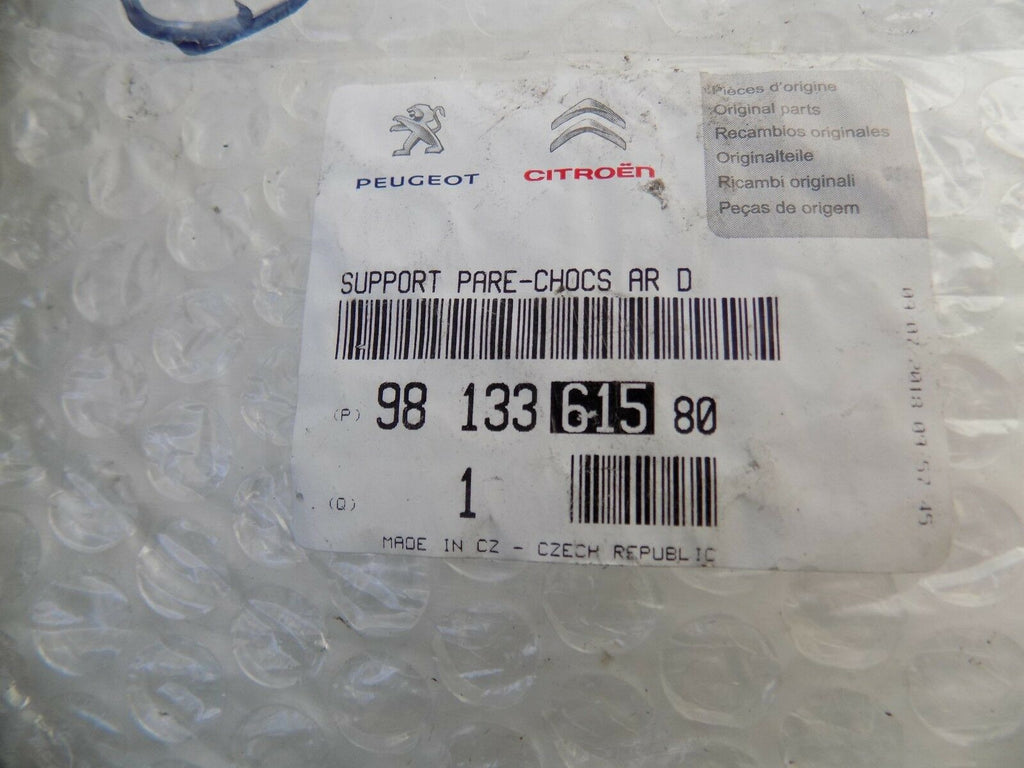 PEUGEOT
CITROËN
Pièces d'origine
Original parts
Recambios originales
Originalteile
Ricambi originali
Peças de origem
SUPPORT PARE-CHOCS AR D
(P) 98 133 615 80
(Q) 1
MADE IN CZ - CZECH REPUBLIC